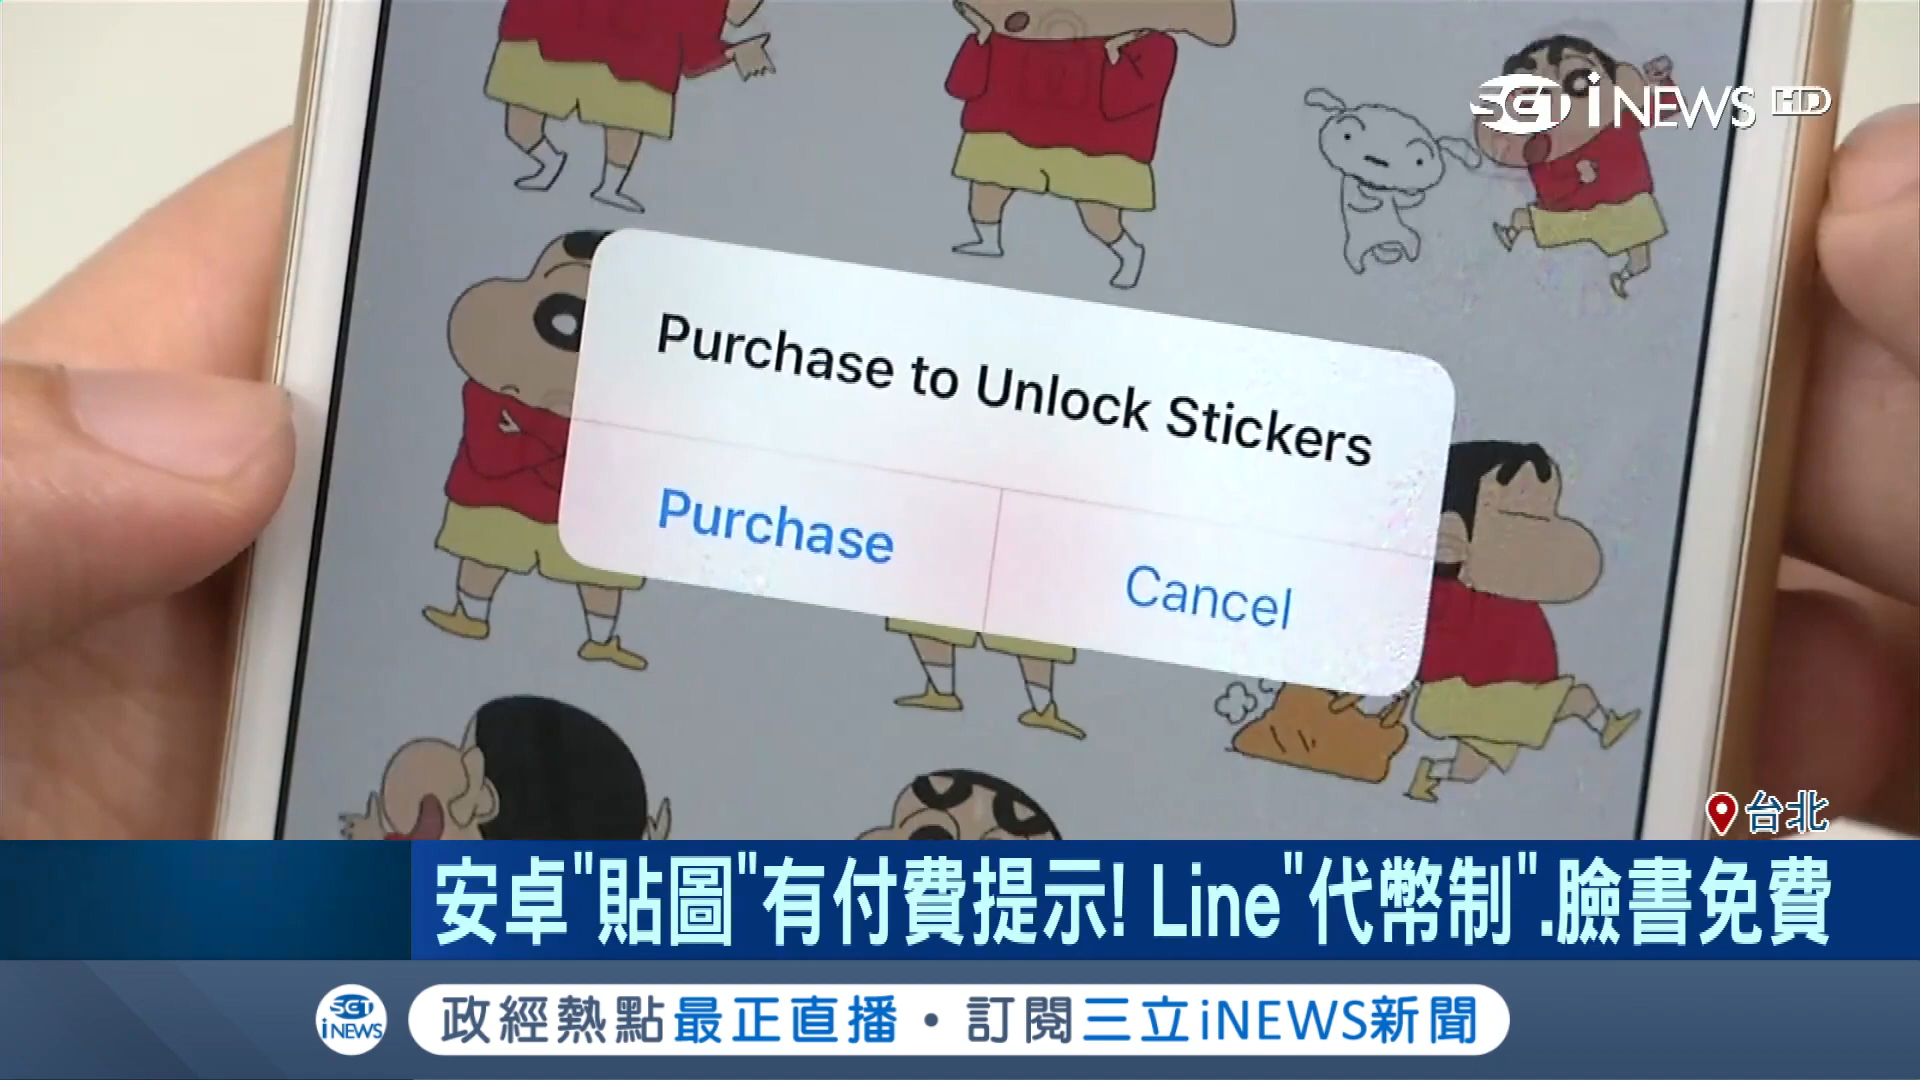 SET iNEWS HD
Purchase to Unlock Stickers
Purchase
Cancel
台北
安卓"貼圖"有付費提示! Line"代幣制".臉書免費
SET
iNEWS
政經熱點最正直播・訂閱三立iNEWS新聞